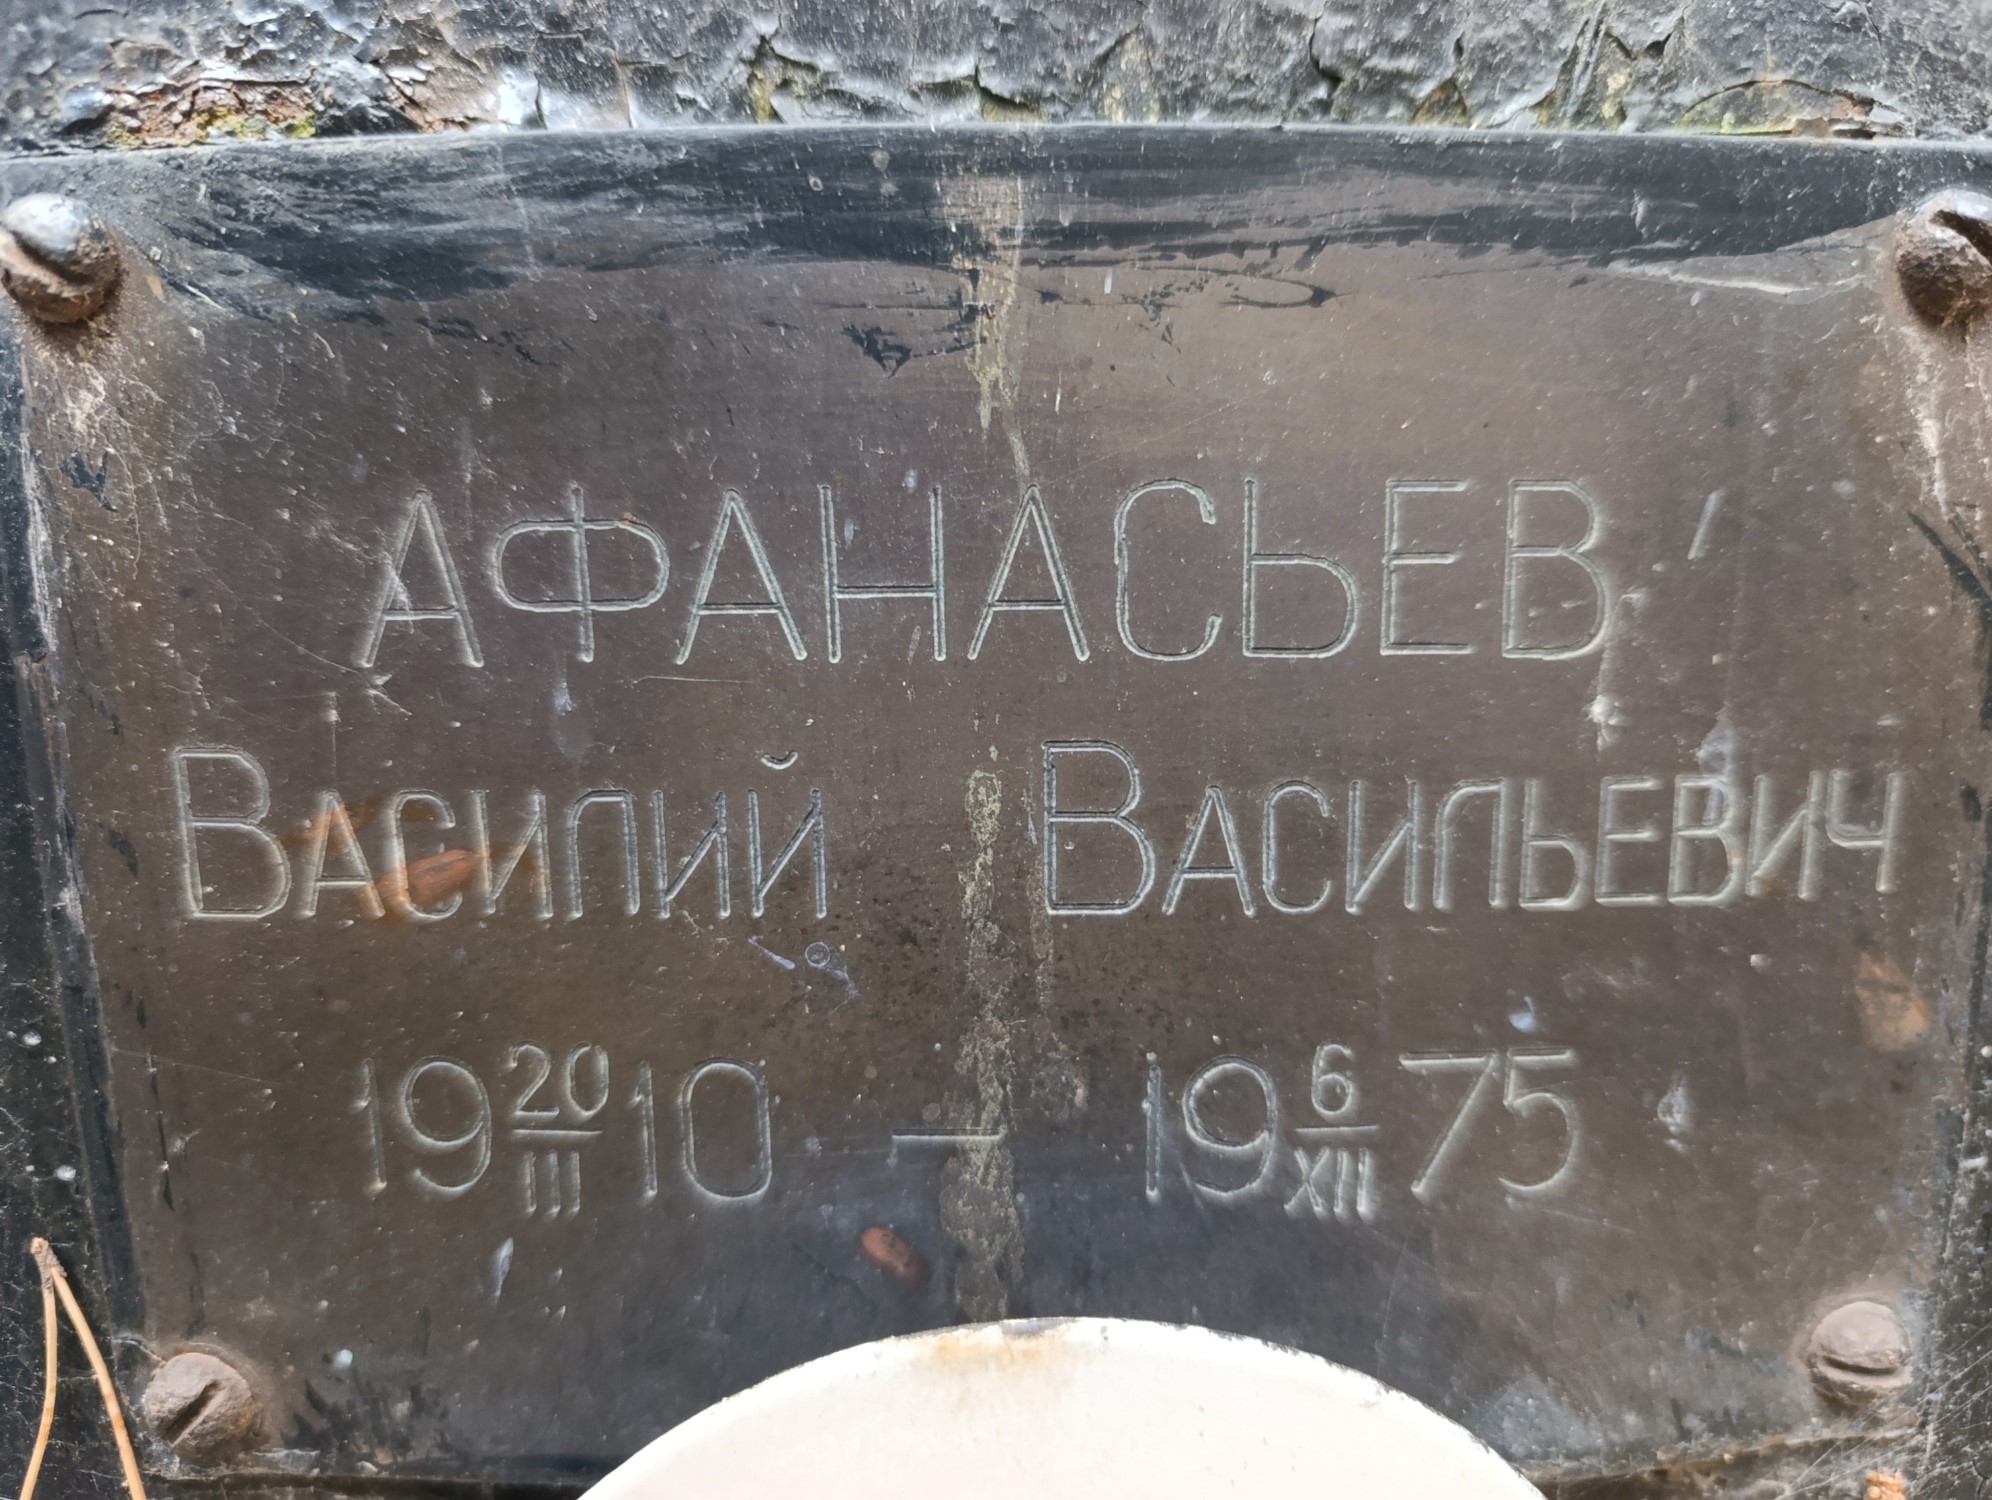 АФАНАСЬЕВ
Василий Васильевич
19 20/III 10 — 19 6/XII 75